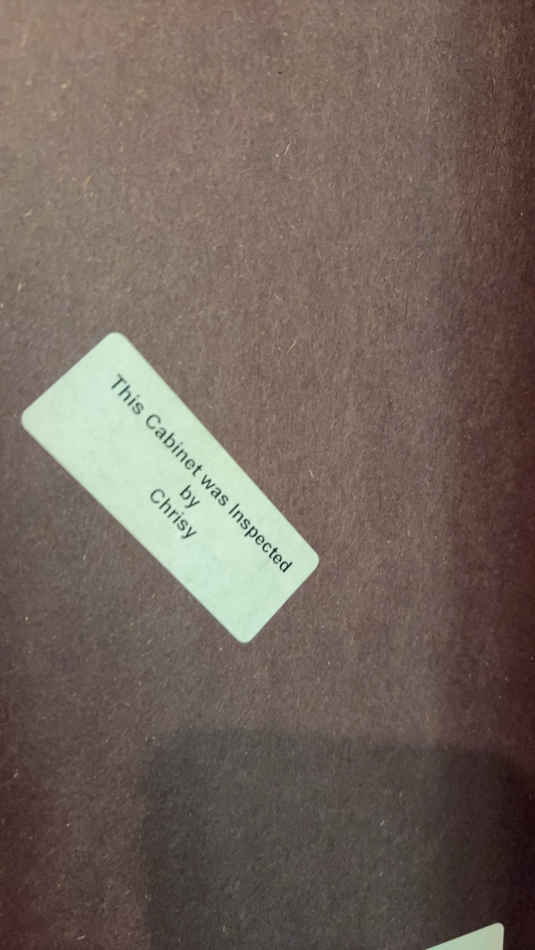 This Cabinet was Inspected
by
Chrisy